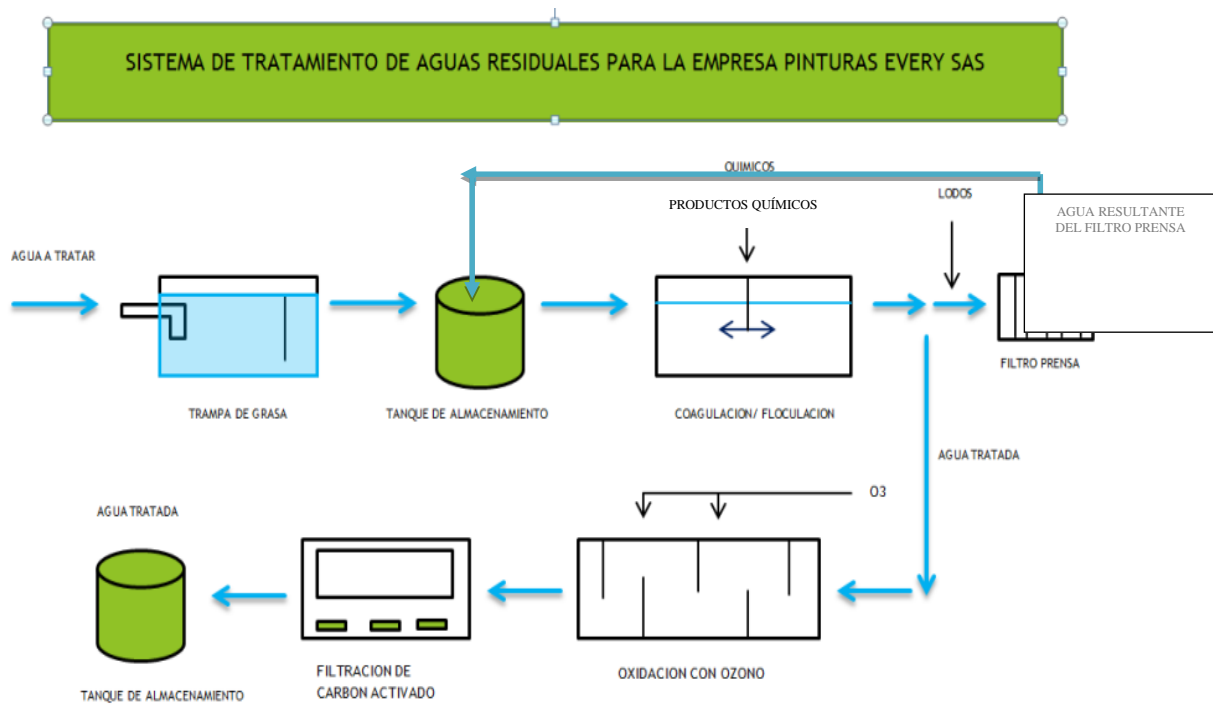 SISTEMA DE TRATAMIENTO DE AGUAS RESIDUALES PARA LA EMPRESA PINTURAS EVERY SAS
QUIMICOS
PRODUCTOS QUÍMICOS
LODOS
AGUA RESULTANTE
DEL FILTRO PRENSA
AGUA A TRATAR
FILTRO PRENSA
TRAMPA DE GRASA
TANQUE DE ALMACENAMIENTO
COAGULACION/ FLOCULACION
AGUA TRATADA
O3
AGUA TRATADA
FILTRACION DE
CARBON ACTIVADO
OXIDACION CON OZONO
TANQUE DE ALMACENAMIENTO